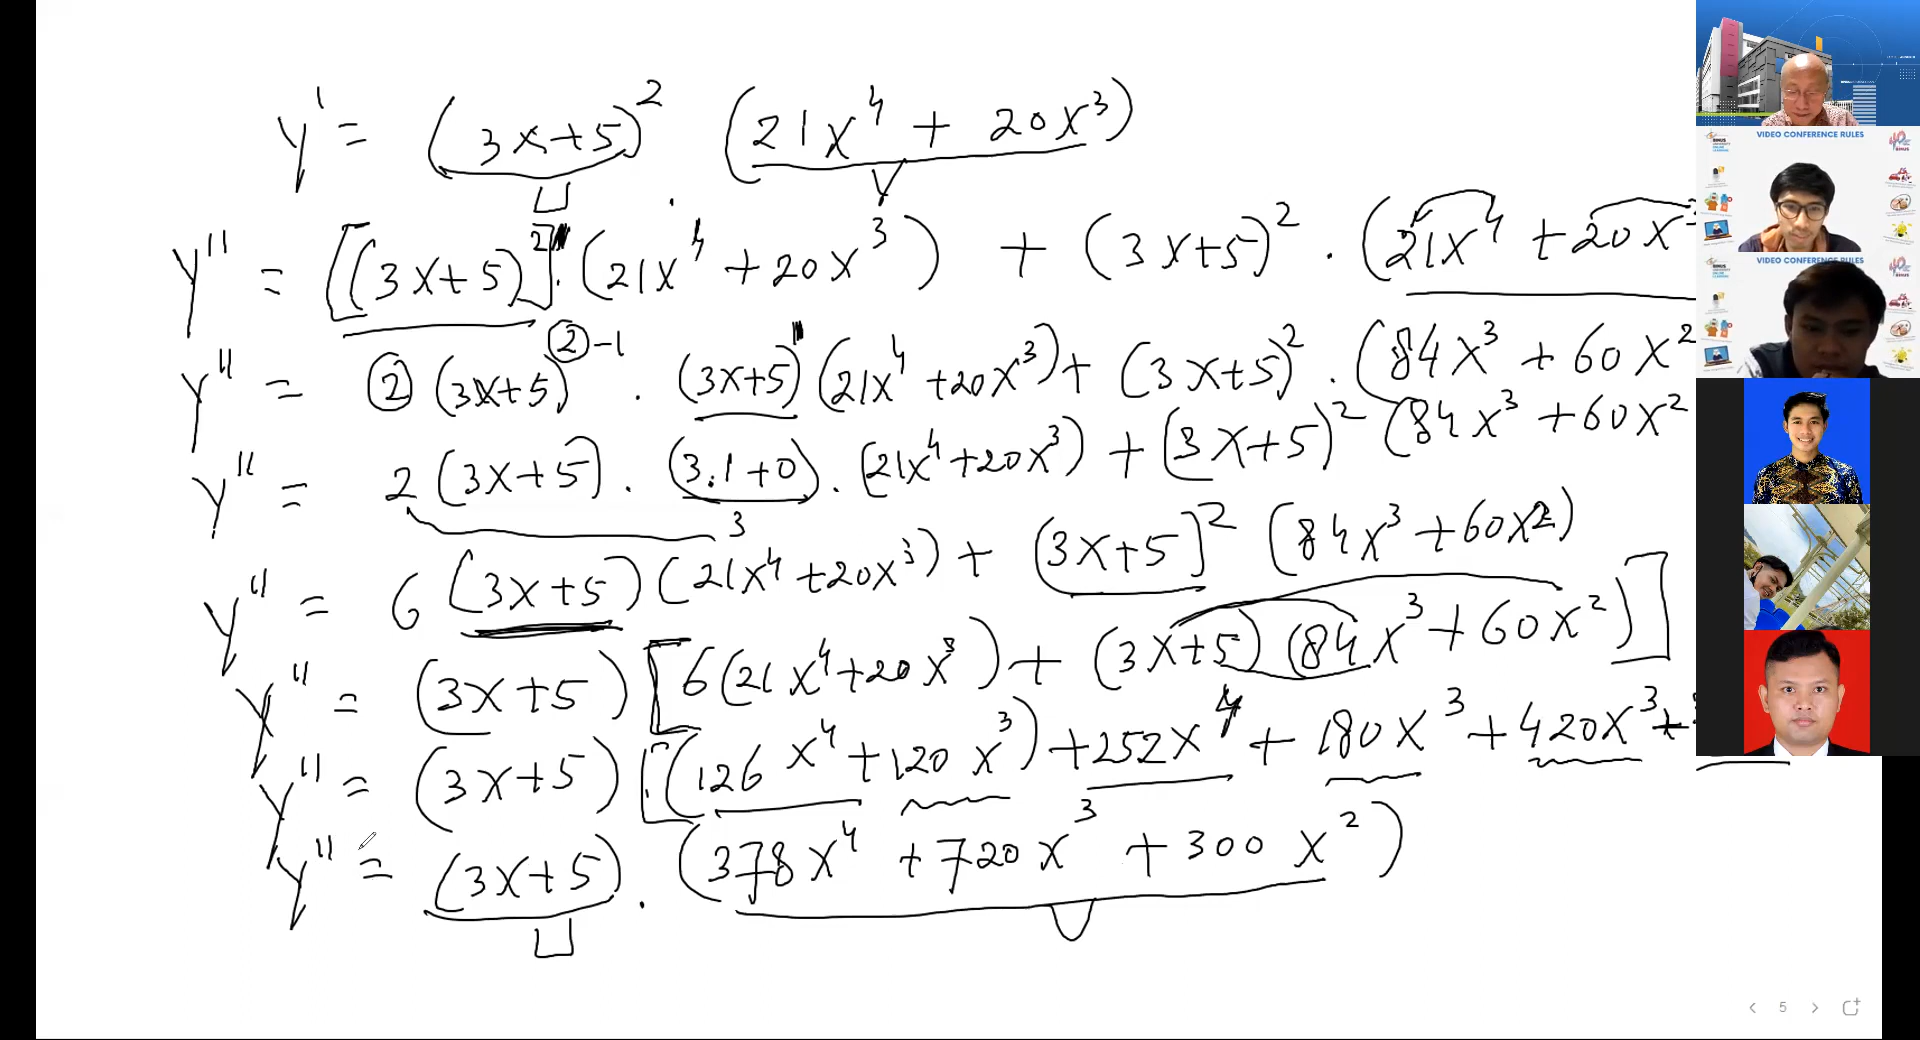 y' = (3x+5)² (21x⁴ + 20x³)
U . V
y'' = [(3x+5)²]' . (21x⁴ + 20x³) + (3x+5)² . (21x⁴ + 20x³
y'' = 2 (3x+5)²⁻¹ . (3x+5)' (21x⁴ + 20x³) + (3x+5)² . (84x³ + 60x²
y'' = 2 (3x+5) . (3.1+0) . (21x⁴ + 20x³) + (3x+5)² (84x³ + 60x²
3
y'' = 6 (3x+5) (21x⁴ + 20x³) + (3x+5)² (84x³ + 60x²)
y'' = (3x+5) [6(21x⁴ + 20x³) + (3x+5) (84x³ + 60x²)]
y'' = (3x+5) [(126x⁴ + 120x³) + 252x⁴ + 180x³ + 420x³ +
y'' = (3x+5) . (378x⁴ + 720x³ + 300x²)
U V
VIDEO CONFERENCE RULES
VIDEO CONFERENCE RULES
< 5 >